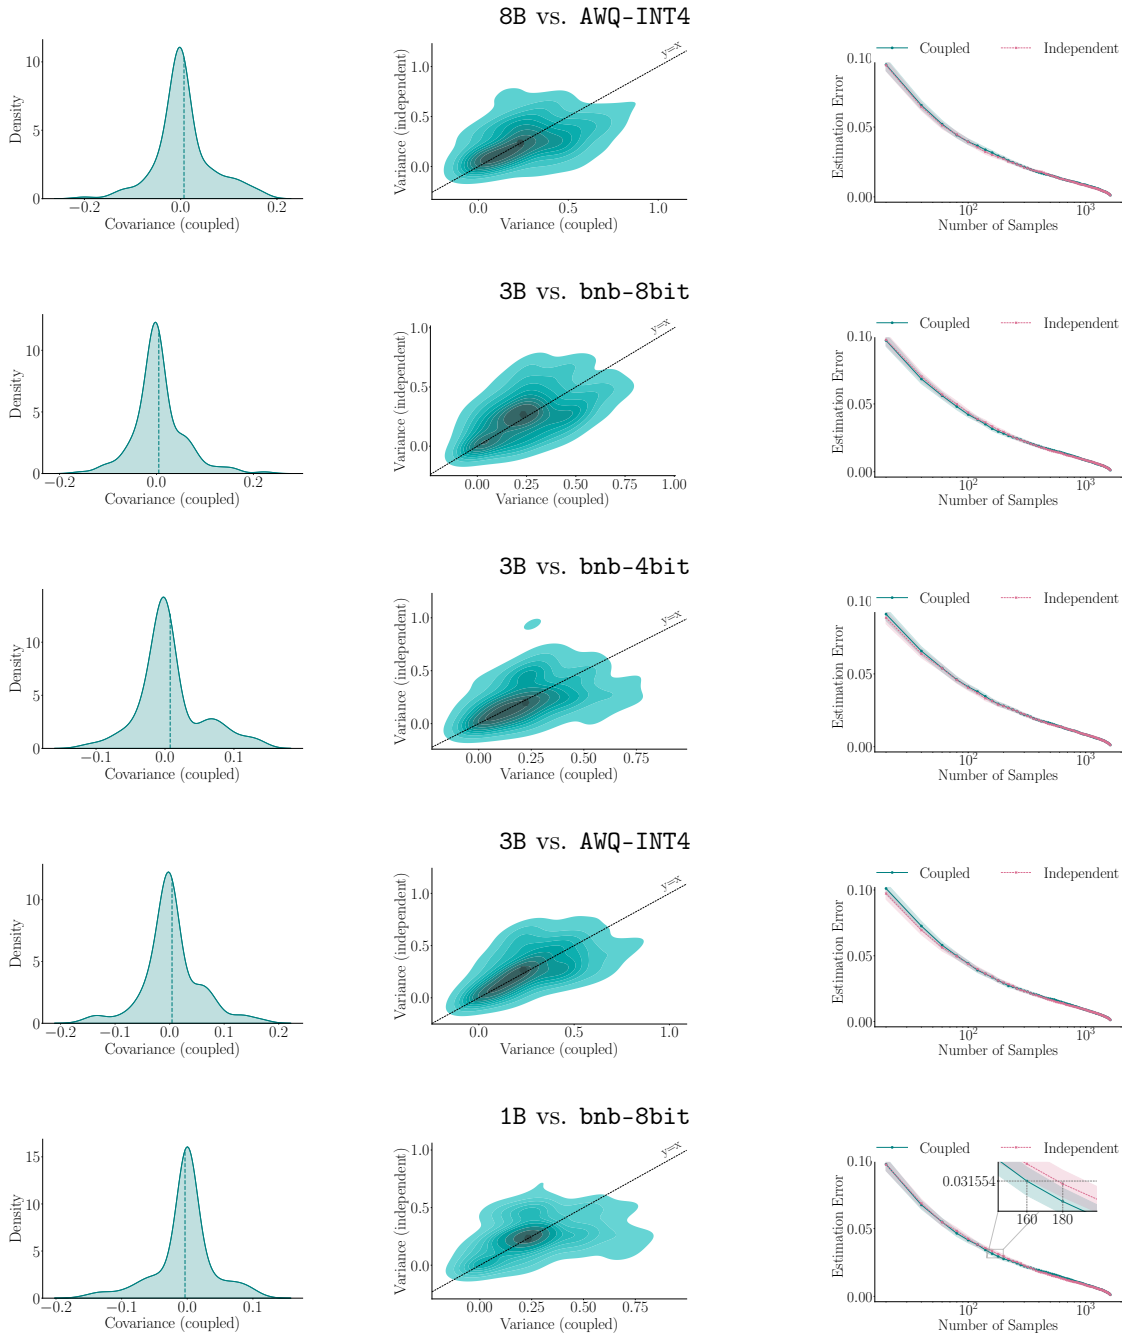 8B vs. AWQ-INT4
Density
10
5
0
−0.2
0.0
0.2
Covariance (coupled)
Variance (independent)
1.0
0.5
0.0
y=x
0.0
0.5
1.0
Variance (coupled)
Coupled
Independent
Estimation Error
0.10
0.05
0.00
10²
10³
Number of Samples
3B vs. bnb-8bit
Density
10
5
0
−0.2
0.0
0.2
Covariance (coupled)
Variance (independent)
1.0
0.5
0.0
y=x
0.00
0.25
0.50
0.75
1.00
Variance (coupled)
Coupled
Independent
Estimation Error
0.10
0.05
0.00
10²
10³
Number of Samples
3B vs. bnb-4bit
Density
10
5
0
−0.1
0.0
0.1
Covariance (coupled)
Variance (independent)
1.0
0.5
0.0
y=x
0.00
0.25
0.50
0.75
Variance (coupled)
Coupled
Independent
Estimation Error
0.10
0.05
0.00
10²
10³
Number of Samples
3B vs. AWQ-INT4
Density
10
5
0
−0.2
−0.1
0.0
0.1
0.2
Covariance (coupled)
Variance (independent)
1.0
0.5
0.0
y=x
0.0
0.5
1.0
Variance (coupled)
Coupled
Independent
Estimation Error
0.10
0.05
0.00
10²
10³
Number of Samples
1B vs. bnb-8bit
Density
15
10
5
0
−0.2
−0.1
0.0
0.1
Covariance (coupled)
Variance (independent)
1.0
0.5
0.0
y=x
0.00
0.25
0.50
0.75
Variance (coupled)
Coupled
Independent
Estimation Error
0.10
0.05
0.00
0.031554
160
180
10²
10³
Number of Samples